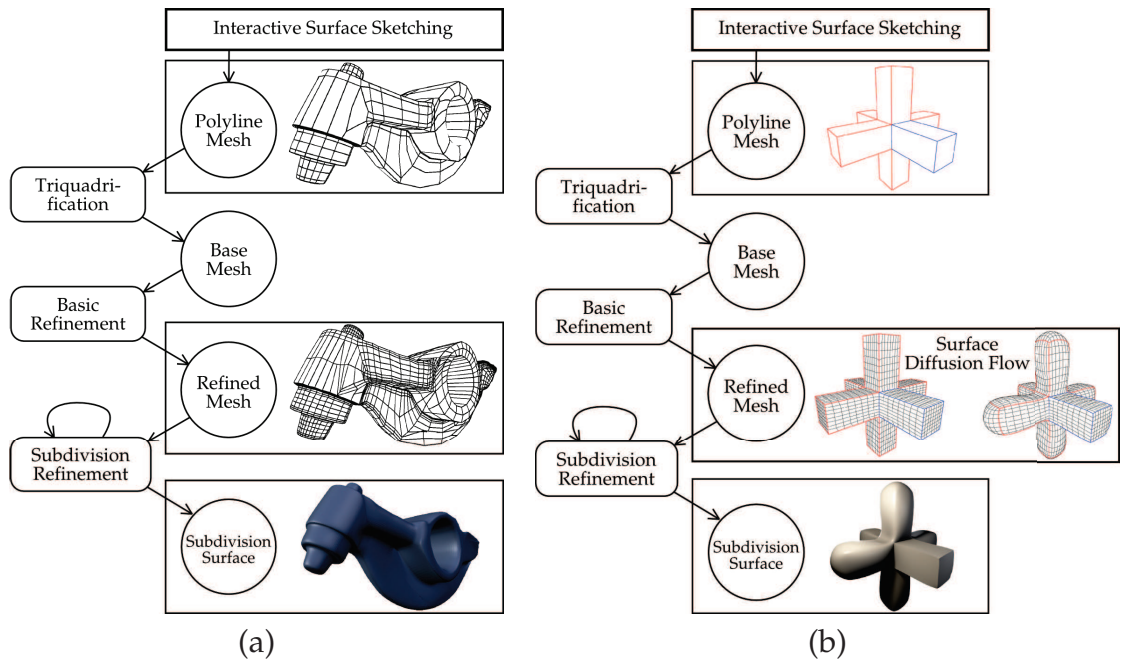 Interactive Surface Sketching
Polyline
Mesh
Triquadri-
fication
Base
Mesh
Basic
Refinement
Refined
Mesh
Subdivision
Refinement
Subdivision
Surface
(a)
Interactive Surface Sketching
Polyline
Mesh
Triquadri-
fication
Base
Mesh
Basic
Refinement
Surface
Diffusion Flow
Refined
Mesh
Subdivision
Refinement
Subdivision
Surface
(b)